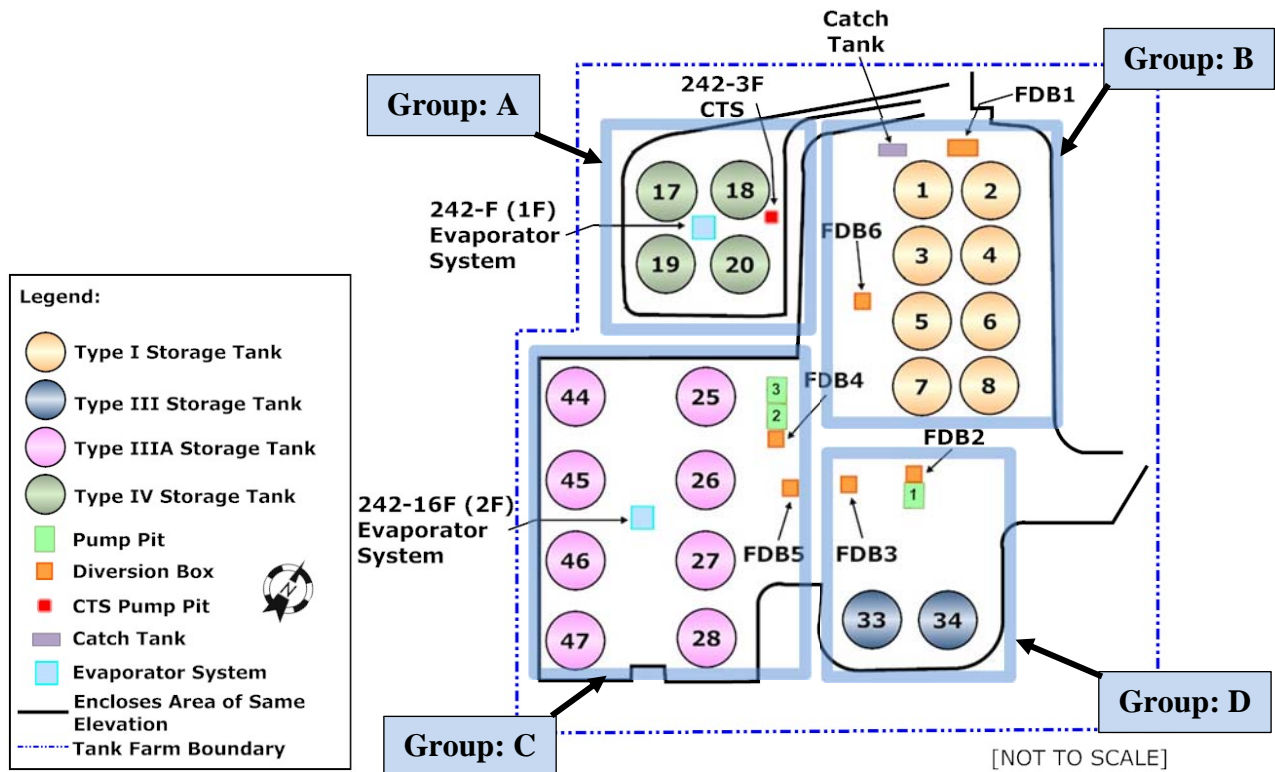 Catch
Tank
Group: B
Group: A
242-3F
CTS
FDB1
17
18
1
2
242-F (1F)
Evaporator
System
FDB6
3
4
19
20
5
6
Legend:
Type I Storage Tank
Type III Storage Tank
Type IIIA Storage Tank
Type IV Storage Tank
Pump Pit
Diversion Box
CTS Pump Pit
Catch Tank
Evaporator System
Encloses Area of Same
Elevation
Tank Farm Boundary
N
44
25
3
2
FDB4
7
8
45
26
FDB2
1
242-16F (2F)
Evaporator
System
46
27
FDB5
FDB3
47
28
33
34
Group: C
Group: D
[NOT TO SCALE]